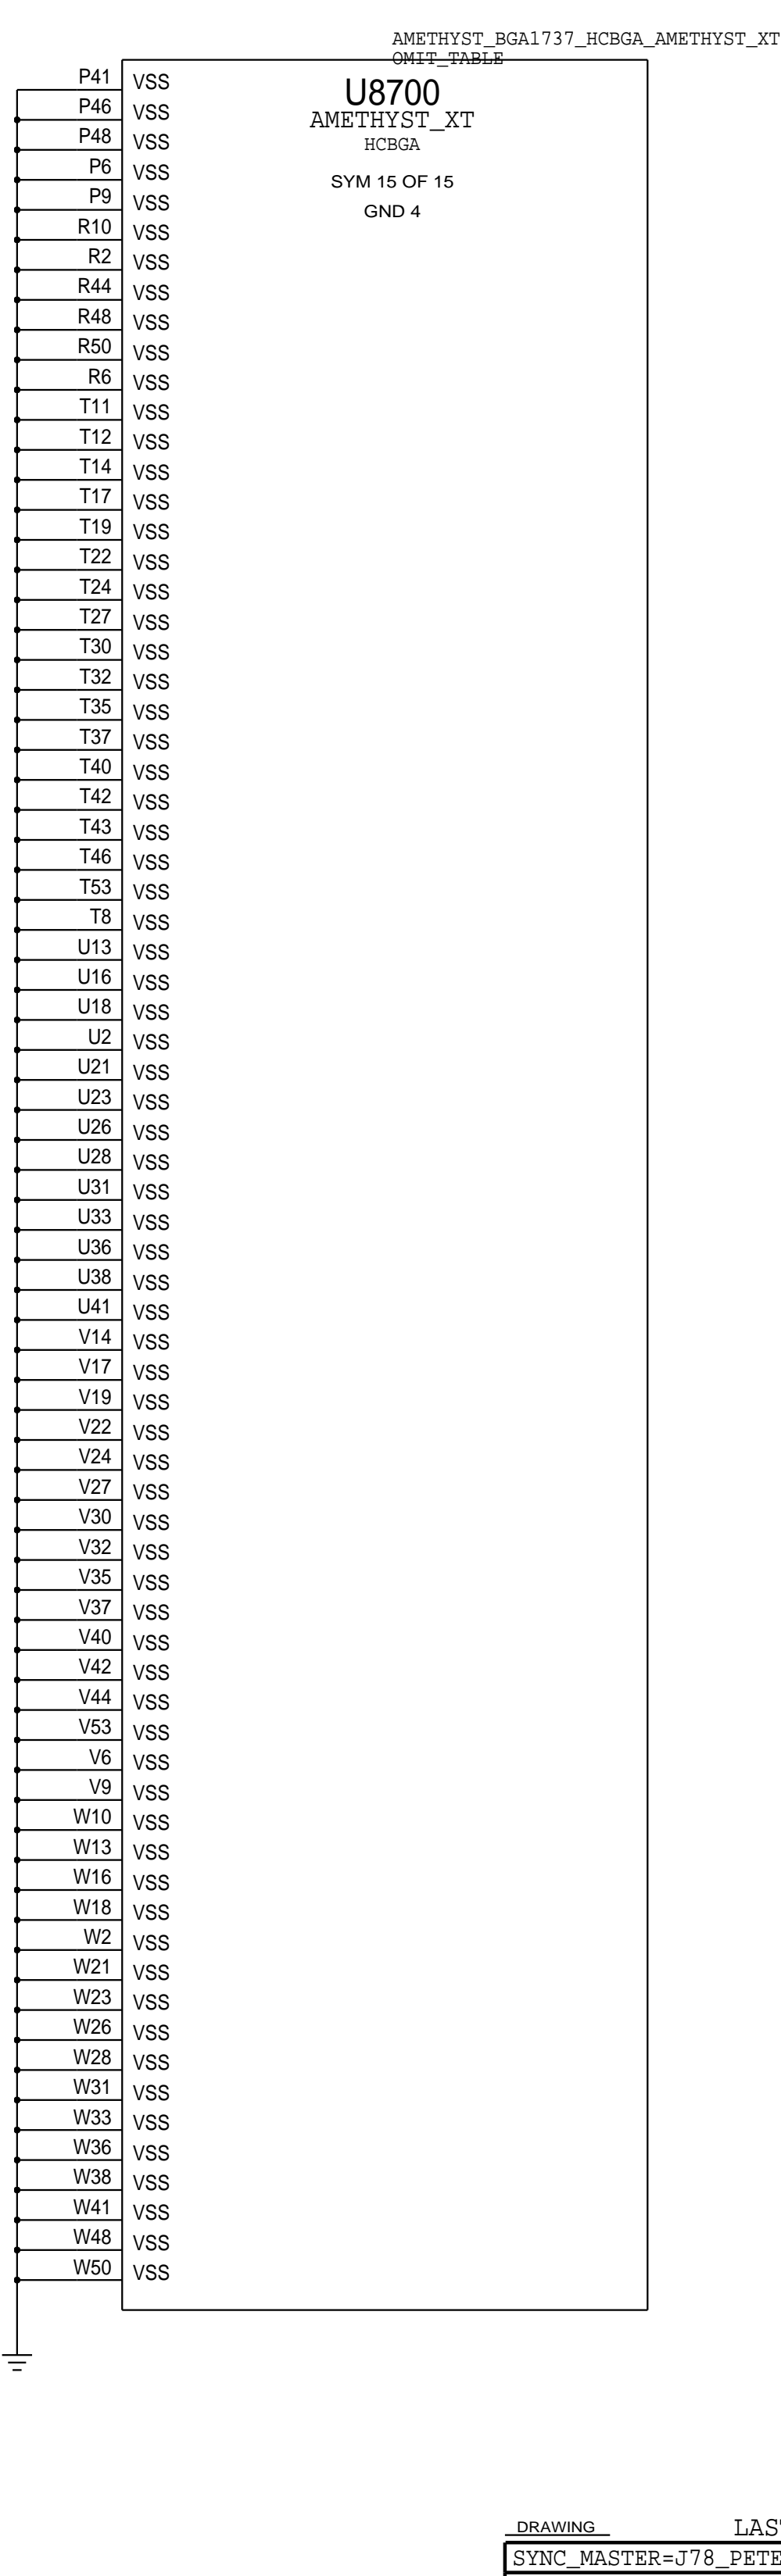 AMETHYST_BGA1737_HCBGA_AMETHYST_XT
OMIT_TABLE
U8700
AMETHYST_XT
HCBGA
SYM 15 OF 15
GND 4
P41 VSS
P46 VSS
P48 VSS
P6 VSS
P9 VSS
R10 VSS
R2 VSS
R44 VSS
R48 VSS
R50 VSS
R6 VSS
T11 VSS
T12 VSS
T14 VSS
T17 VSS
T19 VSS
T22 VSS
T24 VSS
T27 VSS
T30 VSS
T32 VSS
T35 VSS
T37 VSS
T40 VSS
T42 VSS
T43 VSS
T46 VSS
T53 VSS
T8 VSS
U13 VSS
U16 VSS
U18 VSS
U2 VSS
U21 VSS
U23 VSS
U26 VSS
U28 VSS
U31 VSS
U33 VSS
U36 VSS
U38 VSS
U41 VSS
V14 VSS
V17 VSS
V19 VSS
V22 VSS
V24 VSS
V27 VSS
V30 VSS
V32 VSS
V35 VSS
V37 VSS
V40 VSS
V42 VSS
V44 VSS
V53 VSS
V6 VSS
V9 VSS
W10 VSS
W13 VSS
W16 VSS
W18 VSS
W2 VSS
W21 VSS
W23 VSS
W26 VSS
W28 VSS
W31 VSS
W33 VSS
W36 VSS
W38 VSS
W41 VSS
W48 VSS
W50 VSS
DRAWING
SYNC_MASTER=J78_PETE